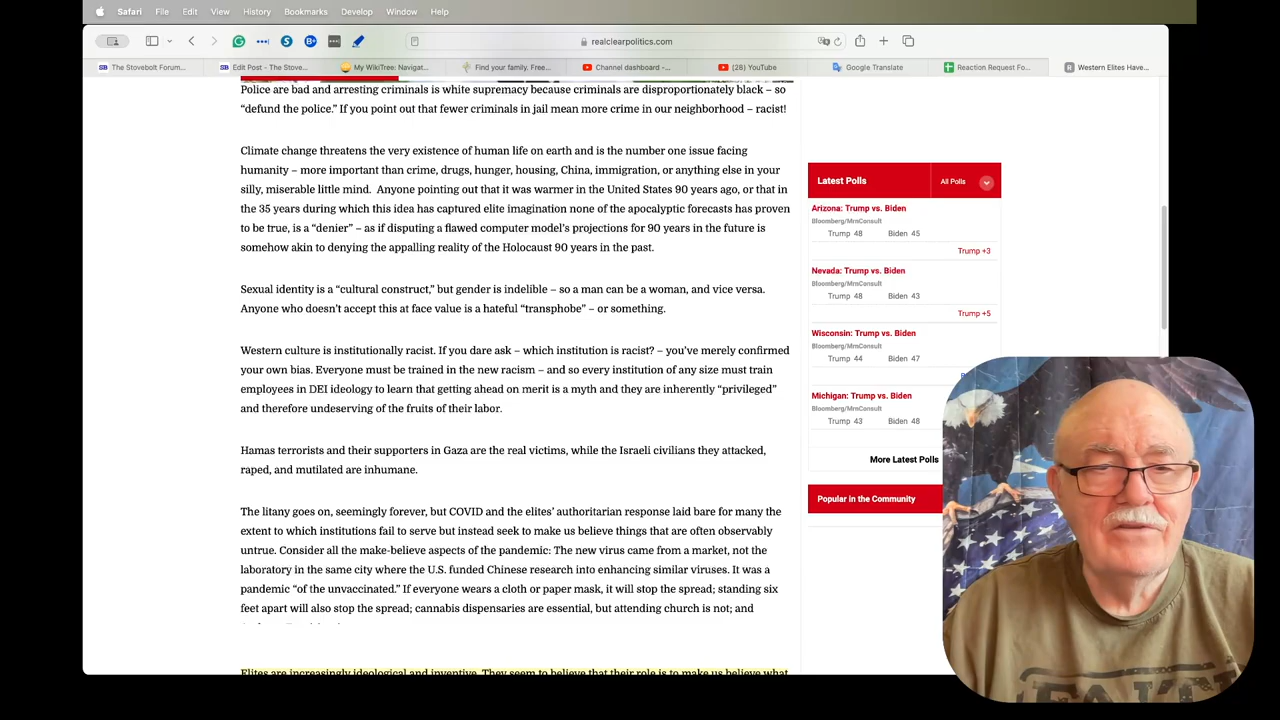 Safari File Edit View History Bookmarks Develop Window Help
realclearpolitics.com
The Stovebolt Forum... Edit Post - The Stove... My WikiTree: Navigat... Find your family. Free... Channel dashboard -... (28) YouTube Google Translate Reaction Request Fo... Western Elites Have...
Police are bad and arresting criminals is white supremacy because criminals are disproportionately black – so
“defund the police.” If you point out that fewer criminals in jail mean more crime in our neighborhood – racist!
Climate change threatens the very existence of human life on earth and is the number one issue facing
humanity – more important than crime, drugs, hunger, housing, China, immigration, or anything else in your
silly, miserable little mind. Anyone pointing out that it was warmer in the United States 90 years ago, or that in
the 35 years during which this idea has captured elite imagination none of the apocalyptic forecasts has proven
to be true, is a “denier” – as if disputing a flawed computer model’s projections for 90 years in the future is
somehow akin to denying the appalling reality of the Holocaust 90 years in the past.
Sexual identity is a “cultural construct,” but gender is indelible – so a man can be a woman, and vice versa.
Anyone who doesn’t accept this at face value is a hateful “transphobe” – or something.
Western culture is institutionally racist. If you dare ask – which institution is racist? – you’ve merely confirmed
your own bias. Everyone must be trained in the new racism – and so every institution of any size must train
employees in DEI ideology to learn that getting ahead on merit is a myth and they are inherently “privileged”
and therefore undeserving of the fruits of their labor.
Hamas terrorists and their supporters in Gaza are the real victims, while the Israeli civilians they attacked,
raped, and mutilated are inhumane.
The litany goes on, seemingly forever, but COVID and the elites’ authoritarian response laid bare for many the
extent to which institutions fail to serve but instead seek to make us believe things that are often observably
untrue. Consider all the make-believe aspects of the pandemic: The new virus came from a market, not the
laboratory in the same city where the U.S. funded Chinese research into enhancing similar viruses. It was a
pandemic “of the unvaccinated.” If everyone wears a cloth or paper mask, it will stop the spread; standing six
feet apart will also stop the spread; cannabis dispensaries are essential, but attending church is not; and
Elites are increasingly ideological and inventive. They seem to believe that their role is to make us believe what
Latest Polls All Polls
Arizona: Trump vs. Biden
Bloomberg/MrnConsult
Trump 48 Biden 45
Trump +3
Nevada: Trump vs. Biden
Bloomberg/MrnConsult
Trump 48 Biden 43
Trump +5
Wisconsin: Trump vs. Biden
Bloomberg/MrnConsult
Trump 44 Biden 47
Michigan: Trump vs. Biden
Bloomberg/MrnConsult
Trump 43 Biden 48
More Latest Polls
Popular in the Community